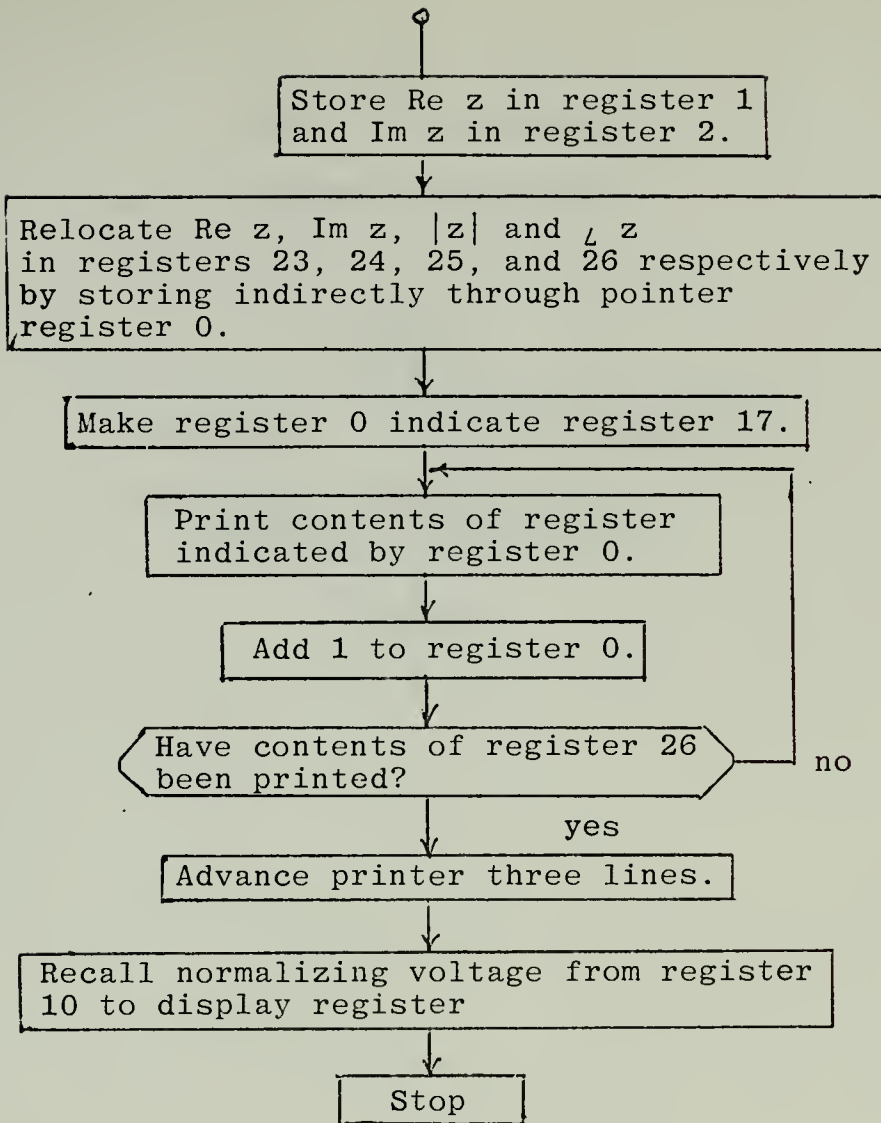 Store Re z in register 1
and Im z in register 2.
Relocate Re z, Im z, |z| and ∠ z
in registers 23, 24, 25, and 26 respectively
by storing indirectly through pointer
register 0.
Make register 0 indicate register 17.
Print contents of register
indicated by register 0.
Add 1 to register 0.
Have contents of register 26
been printed?
no
yes
Advance printer three lines.
Recall normalizing voltage from register
10 to display register
Stop